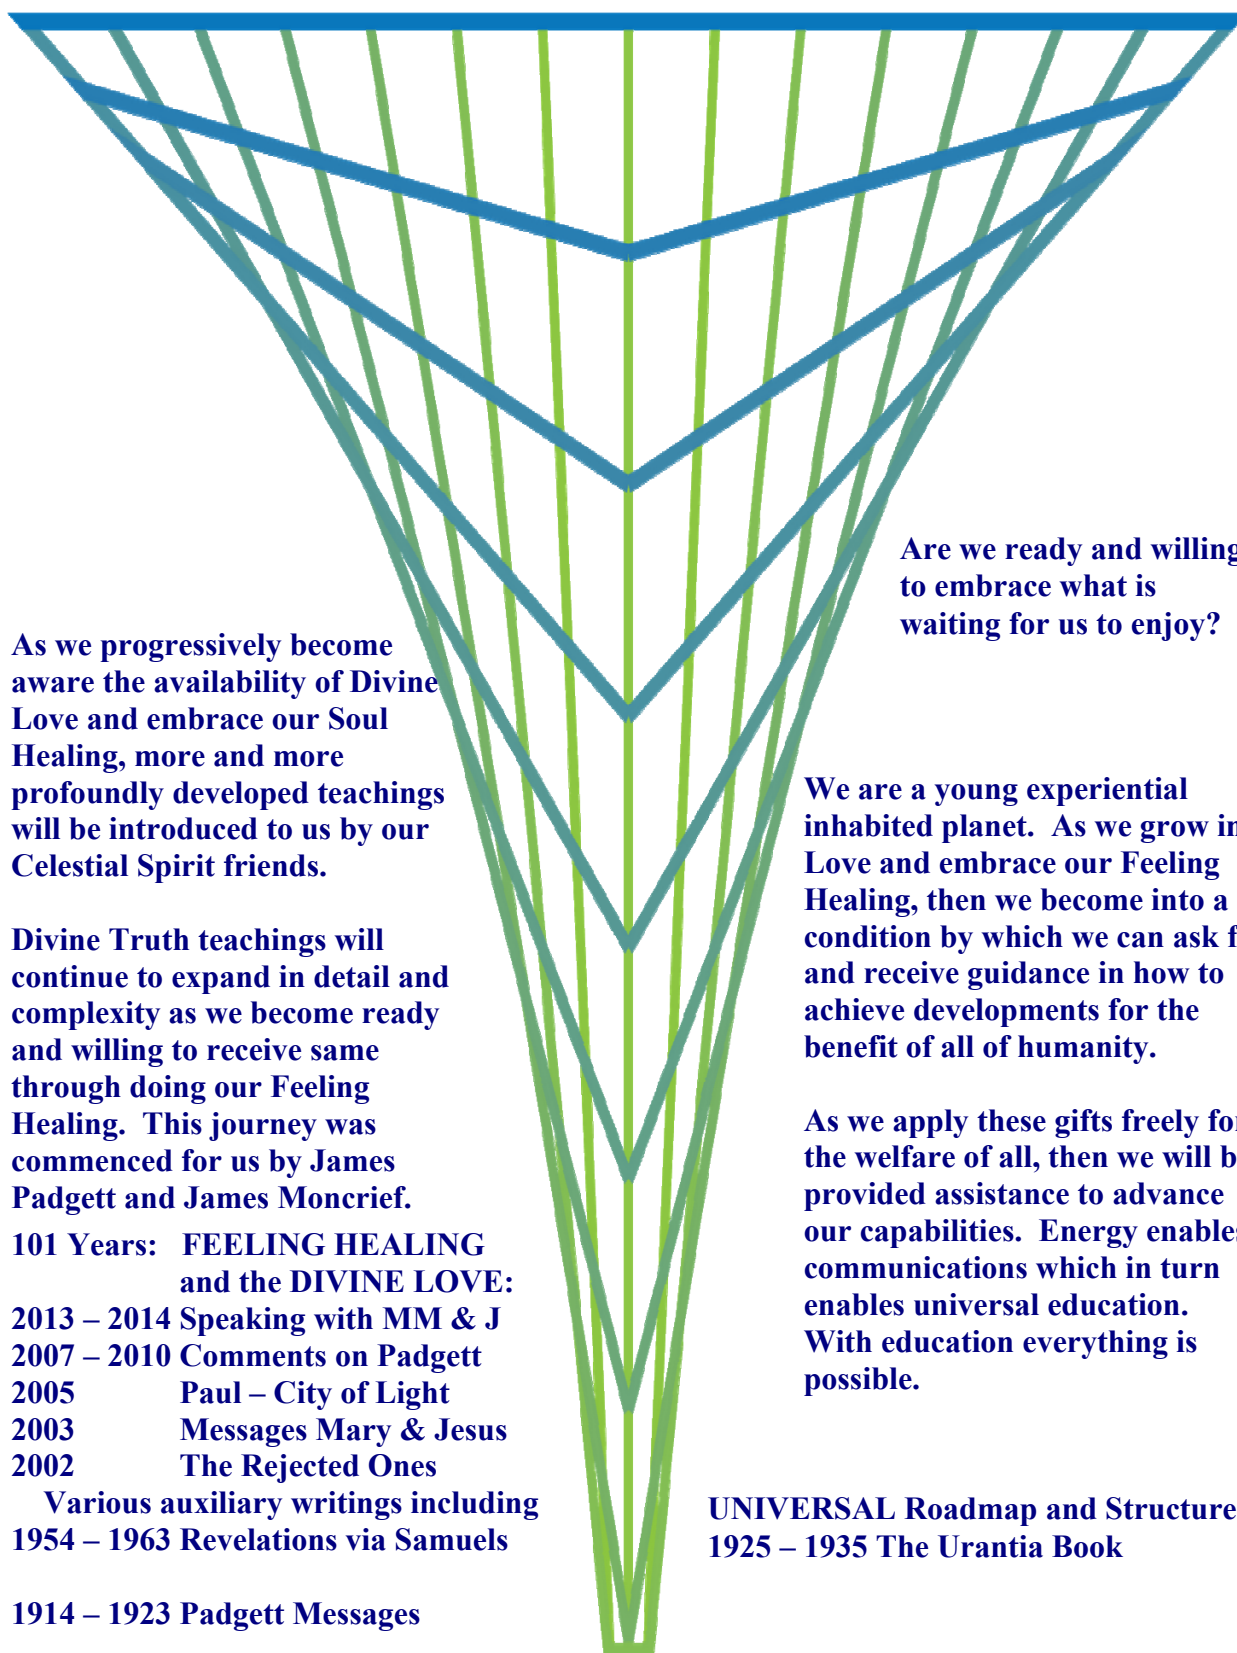 Are we ready and willing
to embrace what is
waiting for us to enjoy?
As we progressively become
aware the availability of Divine
Love and embrace our Soul
Healing, more and more
profoundly developed teachings
will be introduced to us by our
Celestial Spirit friends.
Divine Truth teachings will
continue to expand in detail and
complexity as we become ready
and willing to receive same
through doing our Feeling
Healing.  This journey was
commenced for us by James
Padgett and James Moncrief.
101 Years:   FEELING HEALING
and the DIVINE LOVE:
2013 – 2014 Speaking with MM & J
2007 – 2010 Comments on Padgett
2005 Paul – City of Light
2003 Messages Mary & Jesus
2002 The Rejected Ones
Various auxiliary writings including
1954 – 1963 Revelations via Samuels
1914 – 1923 Padgett Messages
We are a young experiential
inhabited planet.  As we grow in
Love and embrace our Feeling
Healing, then we become into a
condition by which we can ask
and receive guidance in how to
achieve developments for the
benefit of all of humanity.
As we apply these gifts freely for
the welfare of all, then we will
provided assistance to advance
our capabilities.  Energy enables
communications which in turn
enables universal education.
With education everything is
possible.
UNIVERSAL Roadmap and Structure
1925 – 1935 The Urantia Book